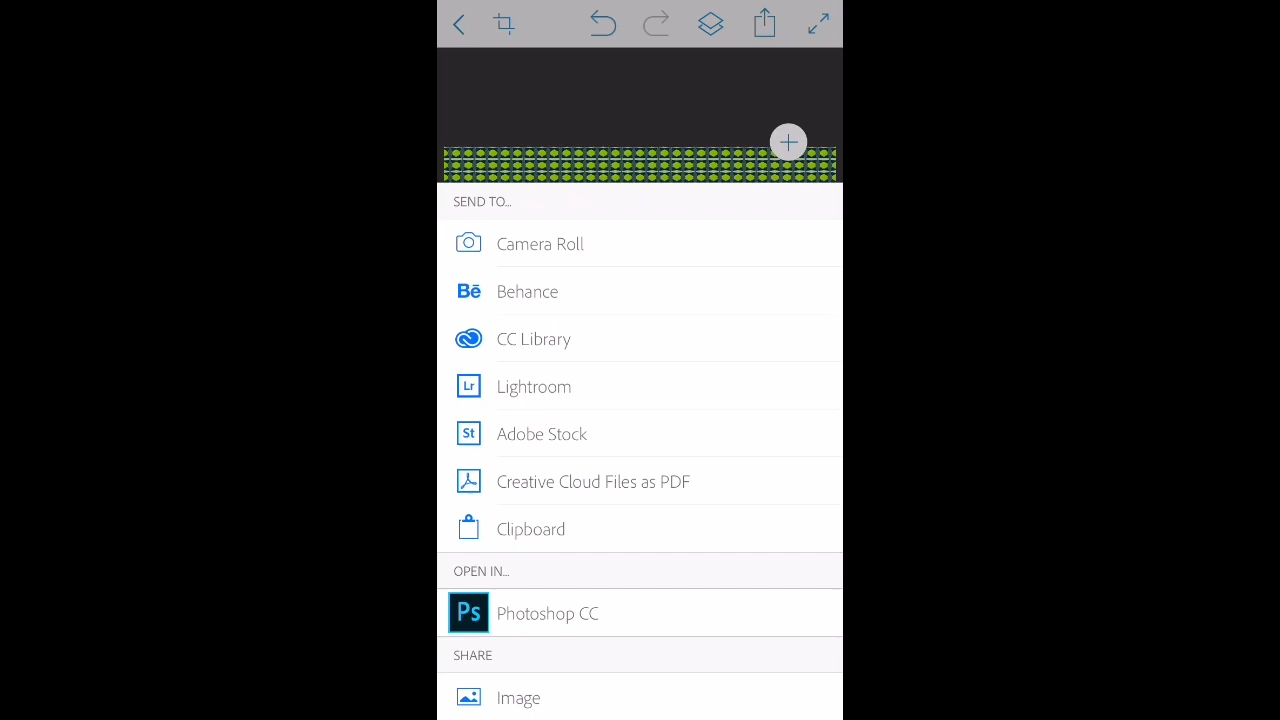 SEND TO...
Camera Roll
Bē Behance
CC Library
Lr Lightroom
St Adobe Stock
Creative Cloud Files as PDF
Clipboard
OPEN IN...
Ps Photoshop CC
SHARE
Image